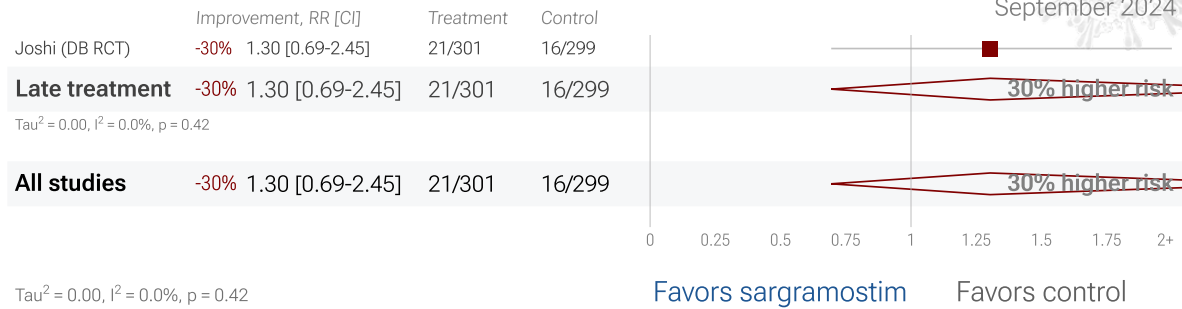 September 2024
Improvement, RR [CI] Treatment Control
Joshi (DB RCT) -30% 1.30 [0.69-2.45] 21/301 16/299
Late treatment -30% 1.30 [0.69-2.45] 21/301 16/299 30% higher risk
Tau² = 0.00, I² = 0.0%, p = 0.42
All studies -30% 1.30 [0.69-2.45] 21/301 16/299 30% higher risk
0 0.25 0.5 0.75 1 1.25 1.5 1.75 2+
Tau² = 0.00, I² = 0.0%, p = 0.42 Favors sargramostim Favors control